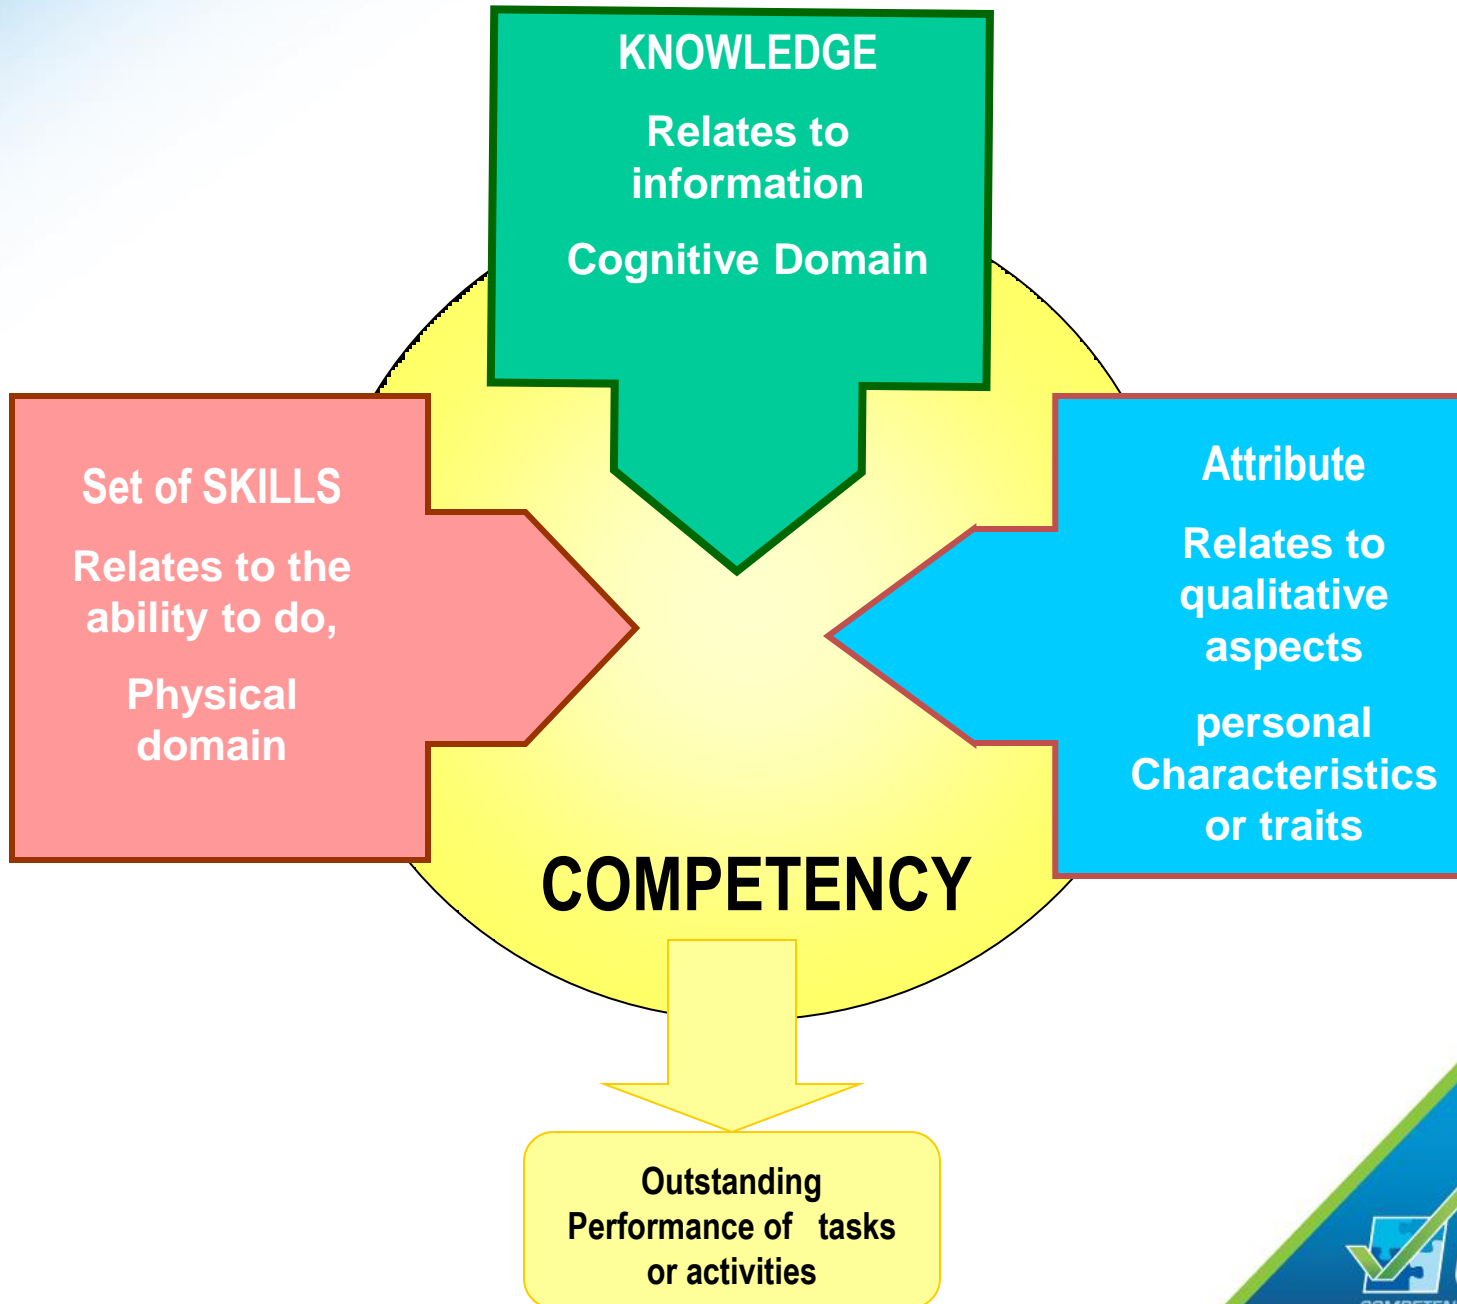 KNOWLEDGE
Relates to
information
Cognitive Domain
Set of SKILLS
Relates to the
ability to do,
Physical
domain
Attribute
Relates to
qualitative
aspects
personal
Characteristics
or traits
COMPETENCY
Outstanding
Performance of tasks
or activities